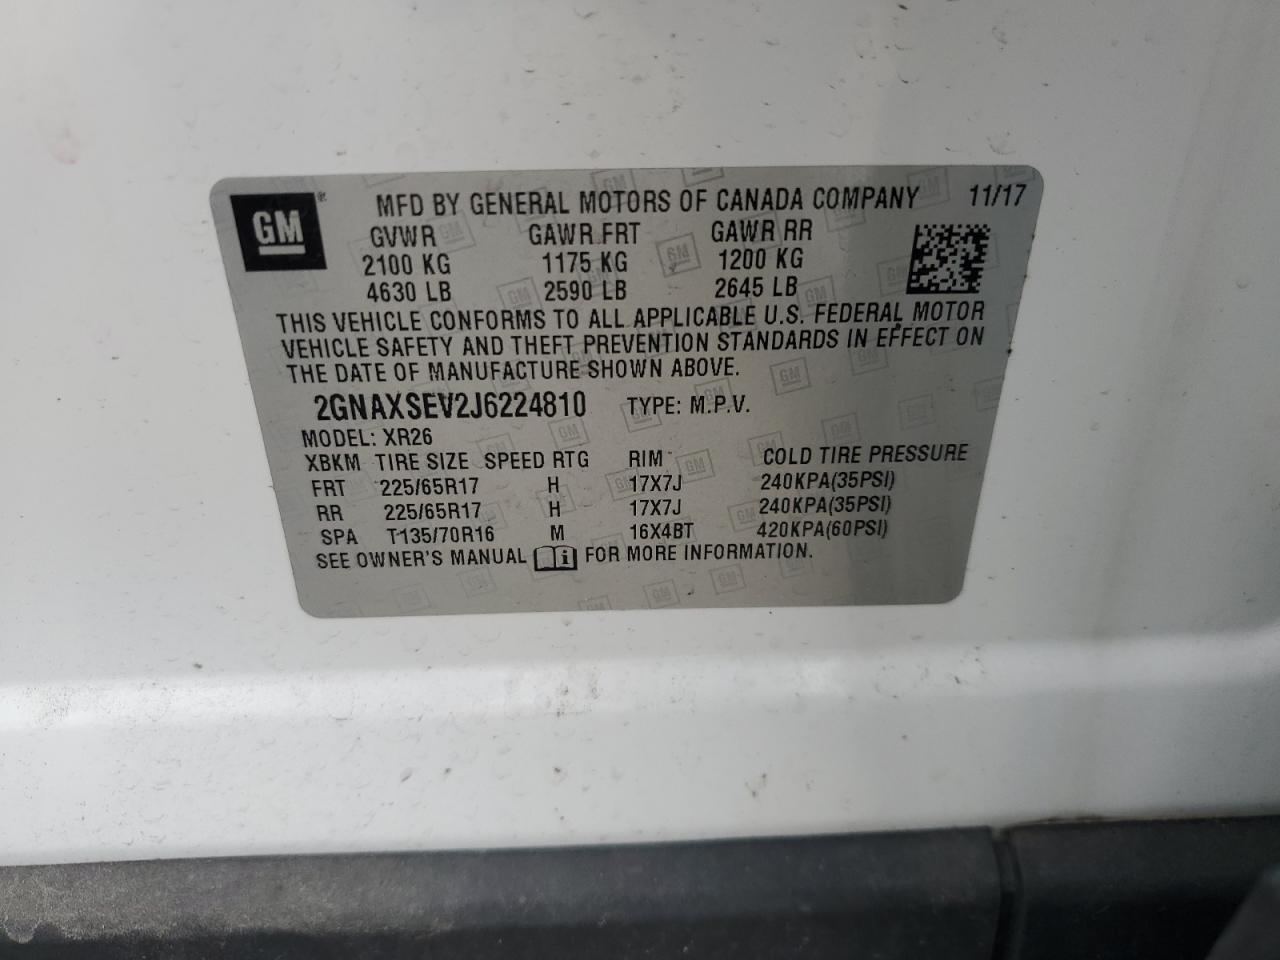 GM ® MFD BY GENERAL MOTORS OF CANADA COMPANY 11/17
GVWR GAWR FRT GAWR RR
2100 KG 1175 KG 1200 KG
4630 LB 2590 LB 2645 LB
THIS VEHICLE CONFORMS TO ALL APPLICABLE U.S. FEDERAL MOTOR
VEHICLE SAFETY AND THEFT PREVENTION STANDARDS IN EFFECT ON
THE DATE OF MANUFACTURE SHOWN ABOVE.
2GNAXSEV2J6224810 TYPE: M.P.V.
MODEL: XR26
XBKM TIRE SIZE SPEED RTG RIM COLD TIRE PRESSURE
FRT 225/65R17 H 17X7J 240KPA(35PSI)
RR 225/65R17 H 17X7J 240KPA(35PSI)
SPA T135/70R16 M 16X4BT 420KPA(60PSI)
SEE OWNER'S MANUAL i FOR MORE INFORMATION.